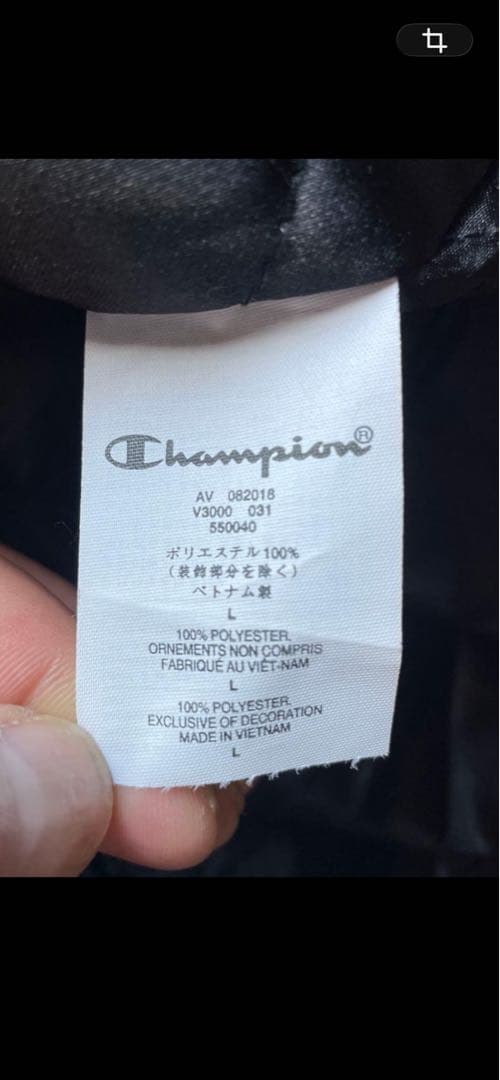 Champion®
AV 082018
V3000 031
550040
ポリエステル100%
(装飾部分を除く)
ベトナム製
L
100% POLYESTER.
ORNEMENTS NON COMPRIS
FABRIQUÉ AU VIÊT-NAM
L
100% POLYESTER.
EXCLUSIVE OF DECORATION
MADE IN VIETNAM
L